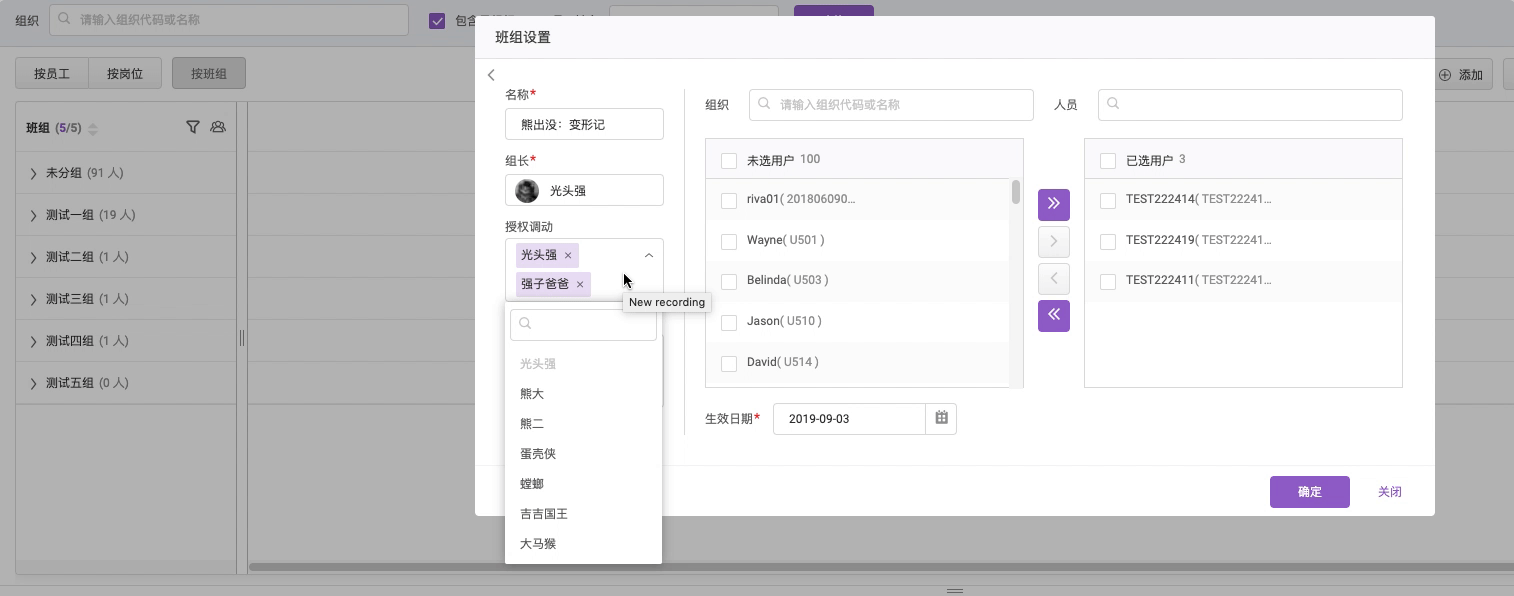 组织
请输入组织代码或名称
包含
按员工
按岗位
按班组
添加
班组 (5/5)
未分组 (91 人)
测试一组 (19 人)
测试二组 (1 人)
测试三组 (1 人)
测试四组 (1 人)
测试五组 (0 人)
班组设置
名称*
熊出没：变形记
组长*
光头强
授权调动
光头强 ×
强子爸爸 ×
New recording
光头强
熊大
熊二
蛋壳侠
螳螂
吉吉国王
大马猴
组织
请输入组织代码或名称
人员
未选用户 100
riva01( 201806090...
Wayne( U501 )
Belinda( U503 )
Jason( U510 )
David( U514 )
已选用户 3
TEST222414( TEST22241...
TEST222419( TEST22241...
TEST222411( TEST22241...
生效日期*
2019-09-03
确定
关闭